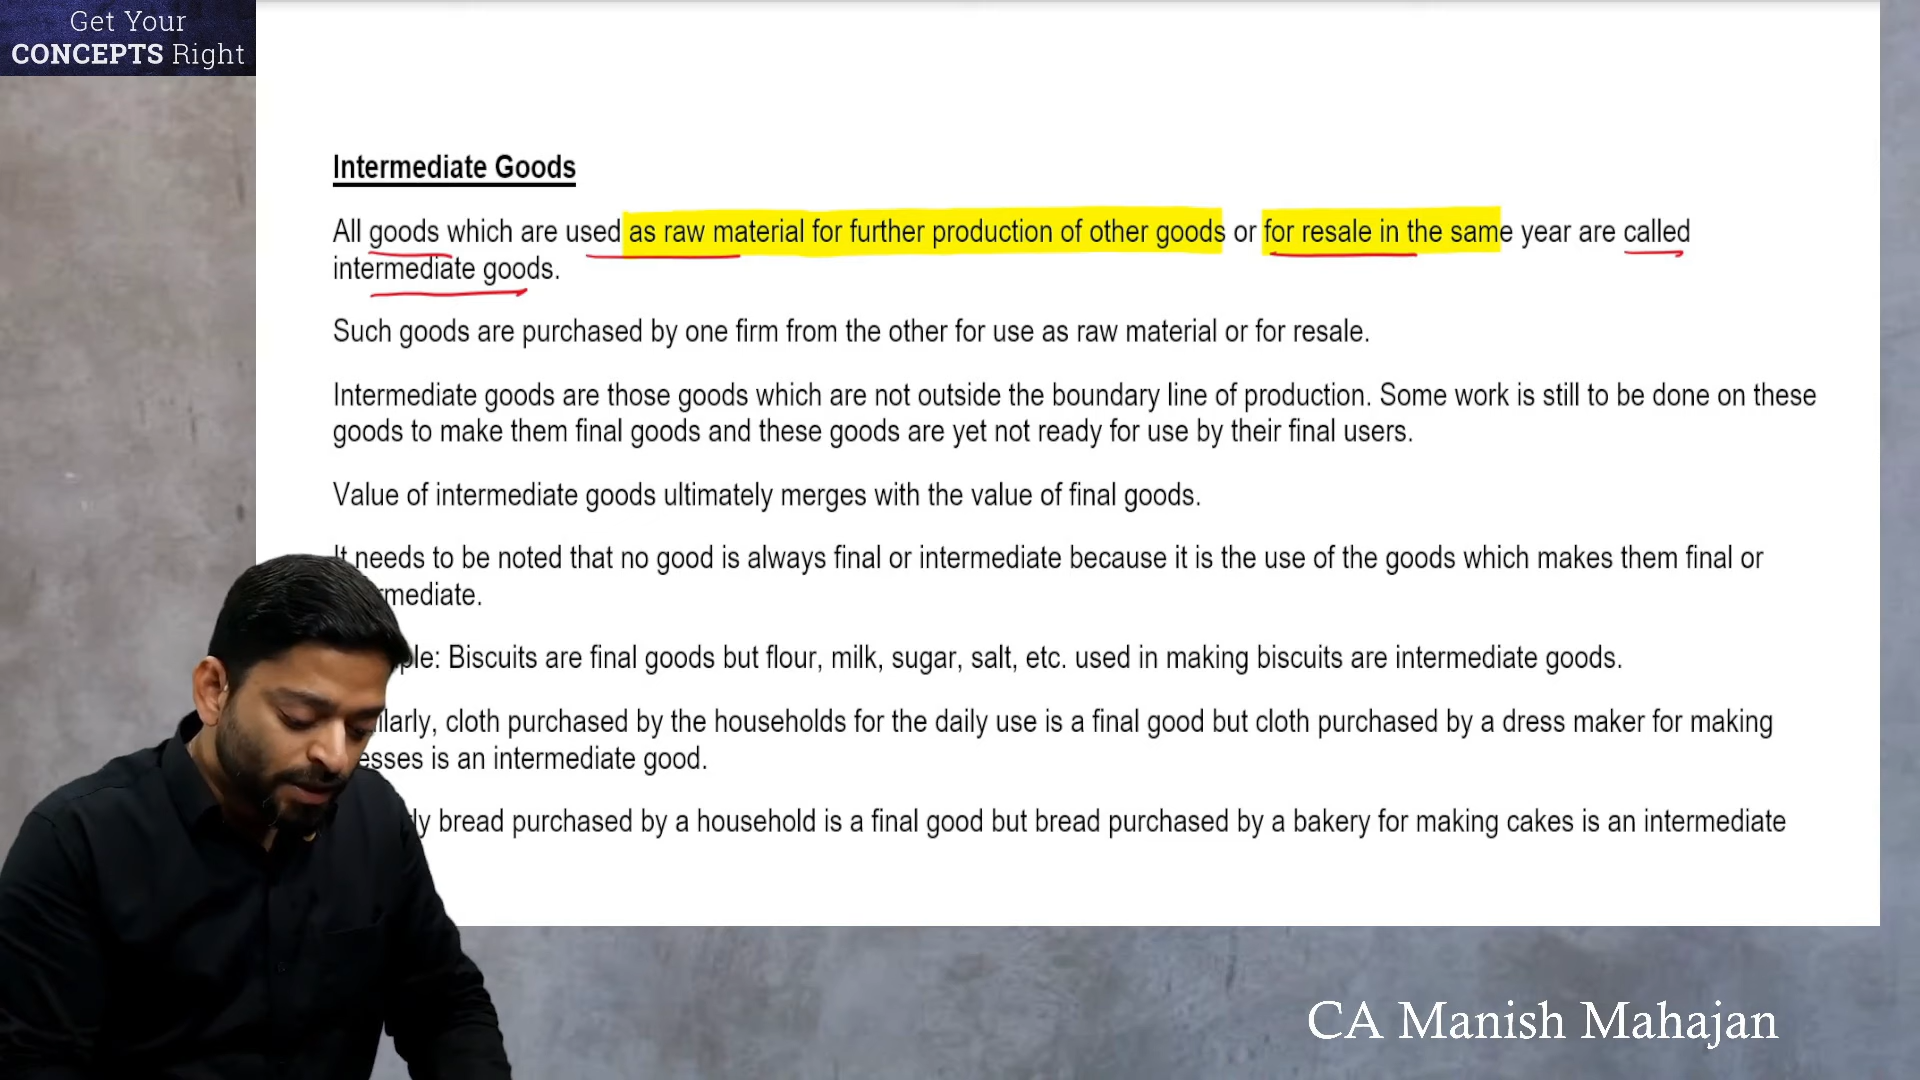 Get Your
CONCEPTS Right
Intermediate Goods
All goods which are used as raw material for further production of other goods or for resale in the same year are called
intermediate goods.
Such goods are purchased by one firm from the other for use as raw material or for resale.
Intermediate goods are those goods which are not outside the boundary line of production. Some work is still to be done on these
goods to make them final goods and these goods are yet not ready for use by their final users.
Value of intermediate goods ultimately merges with the value of final goods.
It needs to be noted that no good is always final or intermediate because it is the use of the goods which makes them final or
mediate.
ple: Biscuits are final goods but flour, milk, sugar, salt, etc. used in making biscuits are intermediate goods.
ilarly, cloth purchased by the households for the daily use is a final good but cloth purchased by a dress maker for making
esses is an intermediate good.
ly bread purchased by a household is a final good but bread purchased by a bakery for making cakes is an intermediate
CA Manish Mahajan